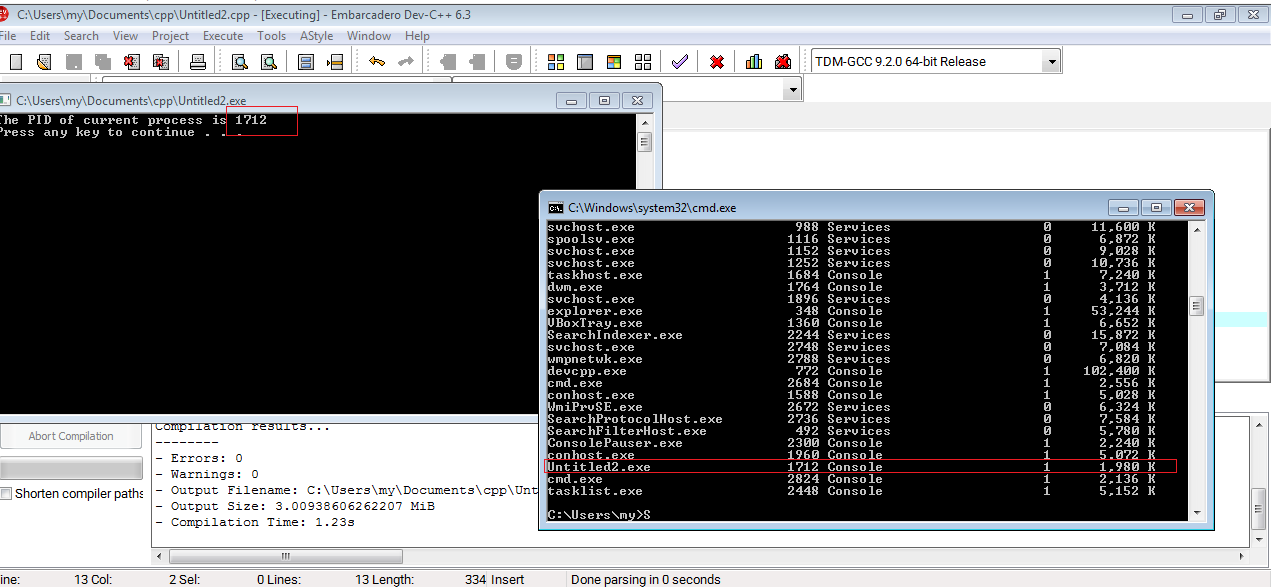 C:\Users\my\Documents\cpp\Untitled2.cpp - [Executing] - Embarcadero Dev-C++ 6.3
File Edit Search View Project Execute Tools AStyle Window Help
TDM-GCC 9.2.0 64-bit Release
C:\Users\my\Documents\cpp\Untitled2.exe
The PID of current process is 1712
Press any key to continue . . .
C:\Windows\system32\cmd.exe
svchost.exe 988 Services 0 11,600 K
spoolsv.exe 1116 Services 0 6,872 K
svchost.exe 1152 Services 0 9,028 K
svchost.exe 1252 Services 0 10,736 K
taskhost.exe 1684 Console 1 7,240 K
dwm.exe 1764 Console 1 3,712 K
svchost.exe 1896 Services 0 4,136 K
explorer.exe 348 Console 1 53,244 K
VBoxTray.exe 1360 Console 1 6,652 K
SearchIndexer.exe 2244 Services 0 15,872 K
svchost.exe 2748 Services 0 7,084 K
wmpnetwk.exe 2788 Services 0 6,820 K
devcpp.exe 772 Console 1 102,400 K
cmd.exe 2684 Console 1 2,556 K
conhost.exe 1588 Console 1 5,028 K
WmiPrvSE.exe 2672 Services 0 6,324 K
SearchProtocolHost.exe 2736 Services 0 7,584 K
SearchFilterHost.exe 492 Services 0 5,780 K
ConsolePauser.exe 2300 Console 1 2,240 K
conhost.exe 1960 Console 1 5,072 K
Untitled2.exe 1712 Console 1 1,980 K
cmd.exe 2824 Console 1 2,136 K
tasklist.exe 2448 Console 1 5,152 K
C:\Users\my>S
Abort Compilation
Shorten compiler paths
Compilation results...
--------
- Errors: 0
- Warnings: 0
- Output Filename: C:\Users\my\Documents\cpp\Unt
- Output Size: 3.00938606262207 MiB
- Compilation Time: 1.23s
ine: 13 Col: 2 Sel: 0 Lines: 13 Length: 334 Insert Done parsing in 0 seconds